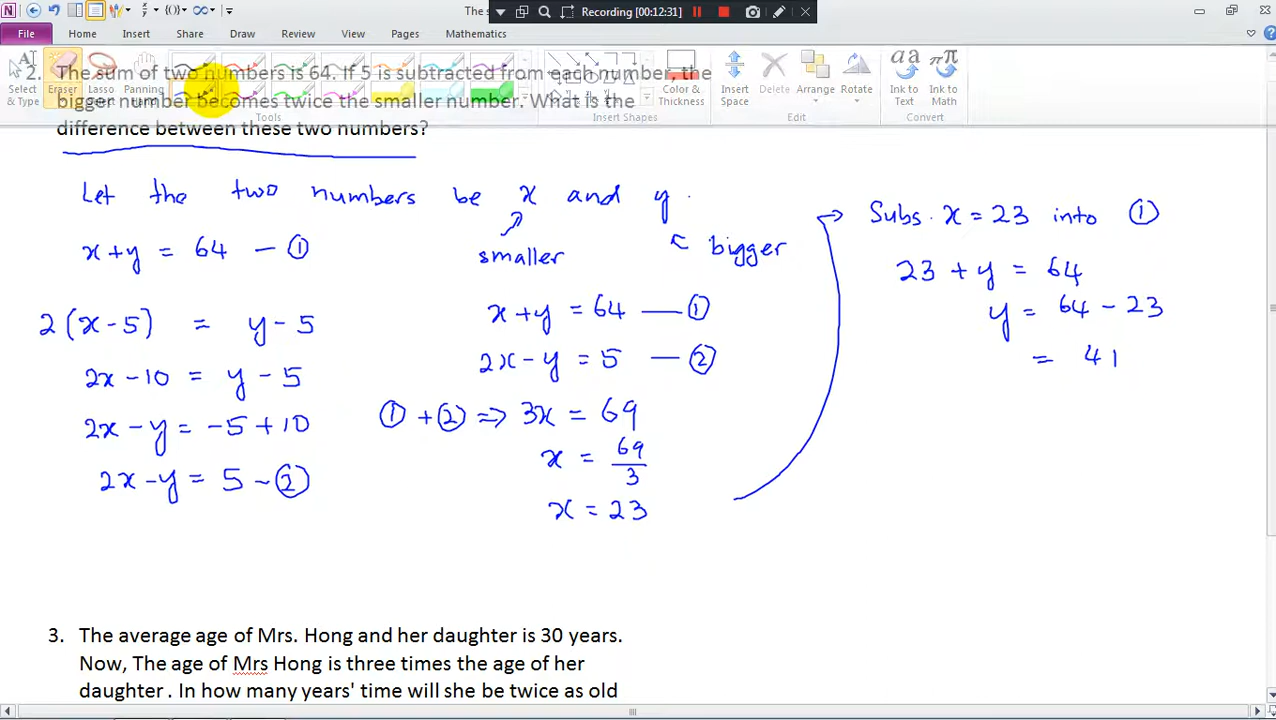 The s
Recording [00:12:31]
File Home Insert Share Draw Review Pages View Mathematics
Select & Type
Eraser
Lasso
Panning
Color & Thickness
Insert Space
Arrange
Rotate
Ink to Text
Ink to Math
Tools
Insert Shapes
Edit
Convert
2. The sum of two numbers is 64. If 5 is subtracted from each number, the
bigger number becomes twice the smaller number. What is the
difference between these two numbers?
Let the two numbers be x and y.
smaller
bigger
x+y = 64 — ①
2(x-5) = y-5
2x-10 = y-5
2x-y = -5+10
2x-y = 5 - ②
x+y = 64 — ①
2x-y = 5 — ②
①+② ⇒ 3x = 69
x = 69/3
x = 23
Subs. x = 23 into ①
23 + y = 64
y = 64 - 23
= 41
3. The average age of Mrs. Hong and her daughter is 30 years.
Now, The age of Mrs Hong is three times the age of her
daughter . In how many years' time will she be twice as old